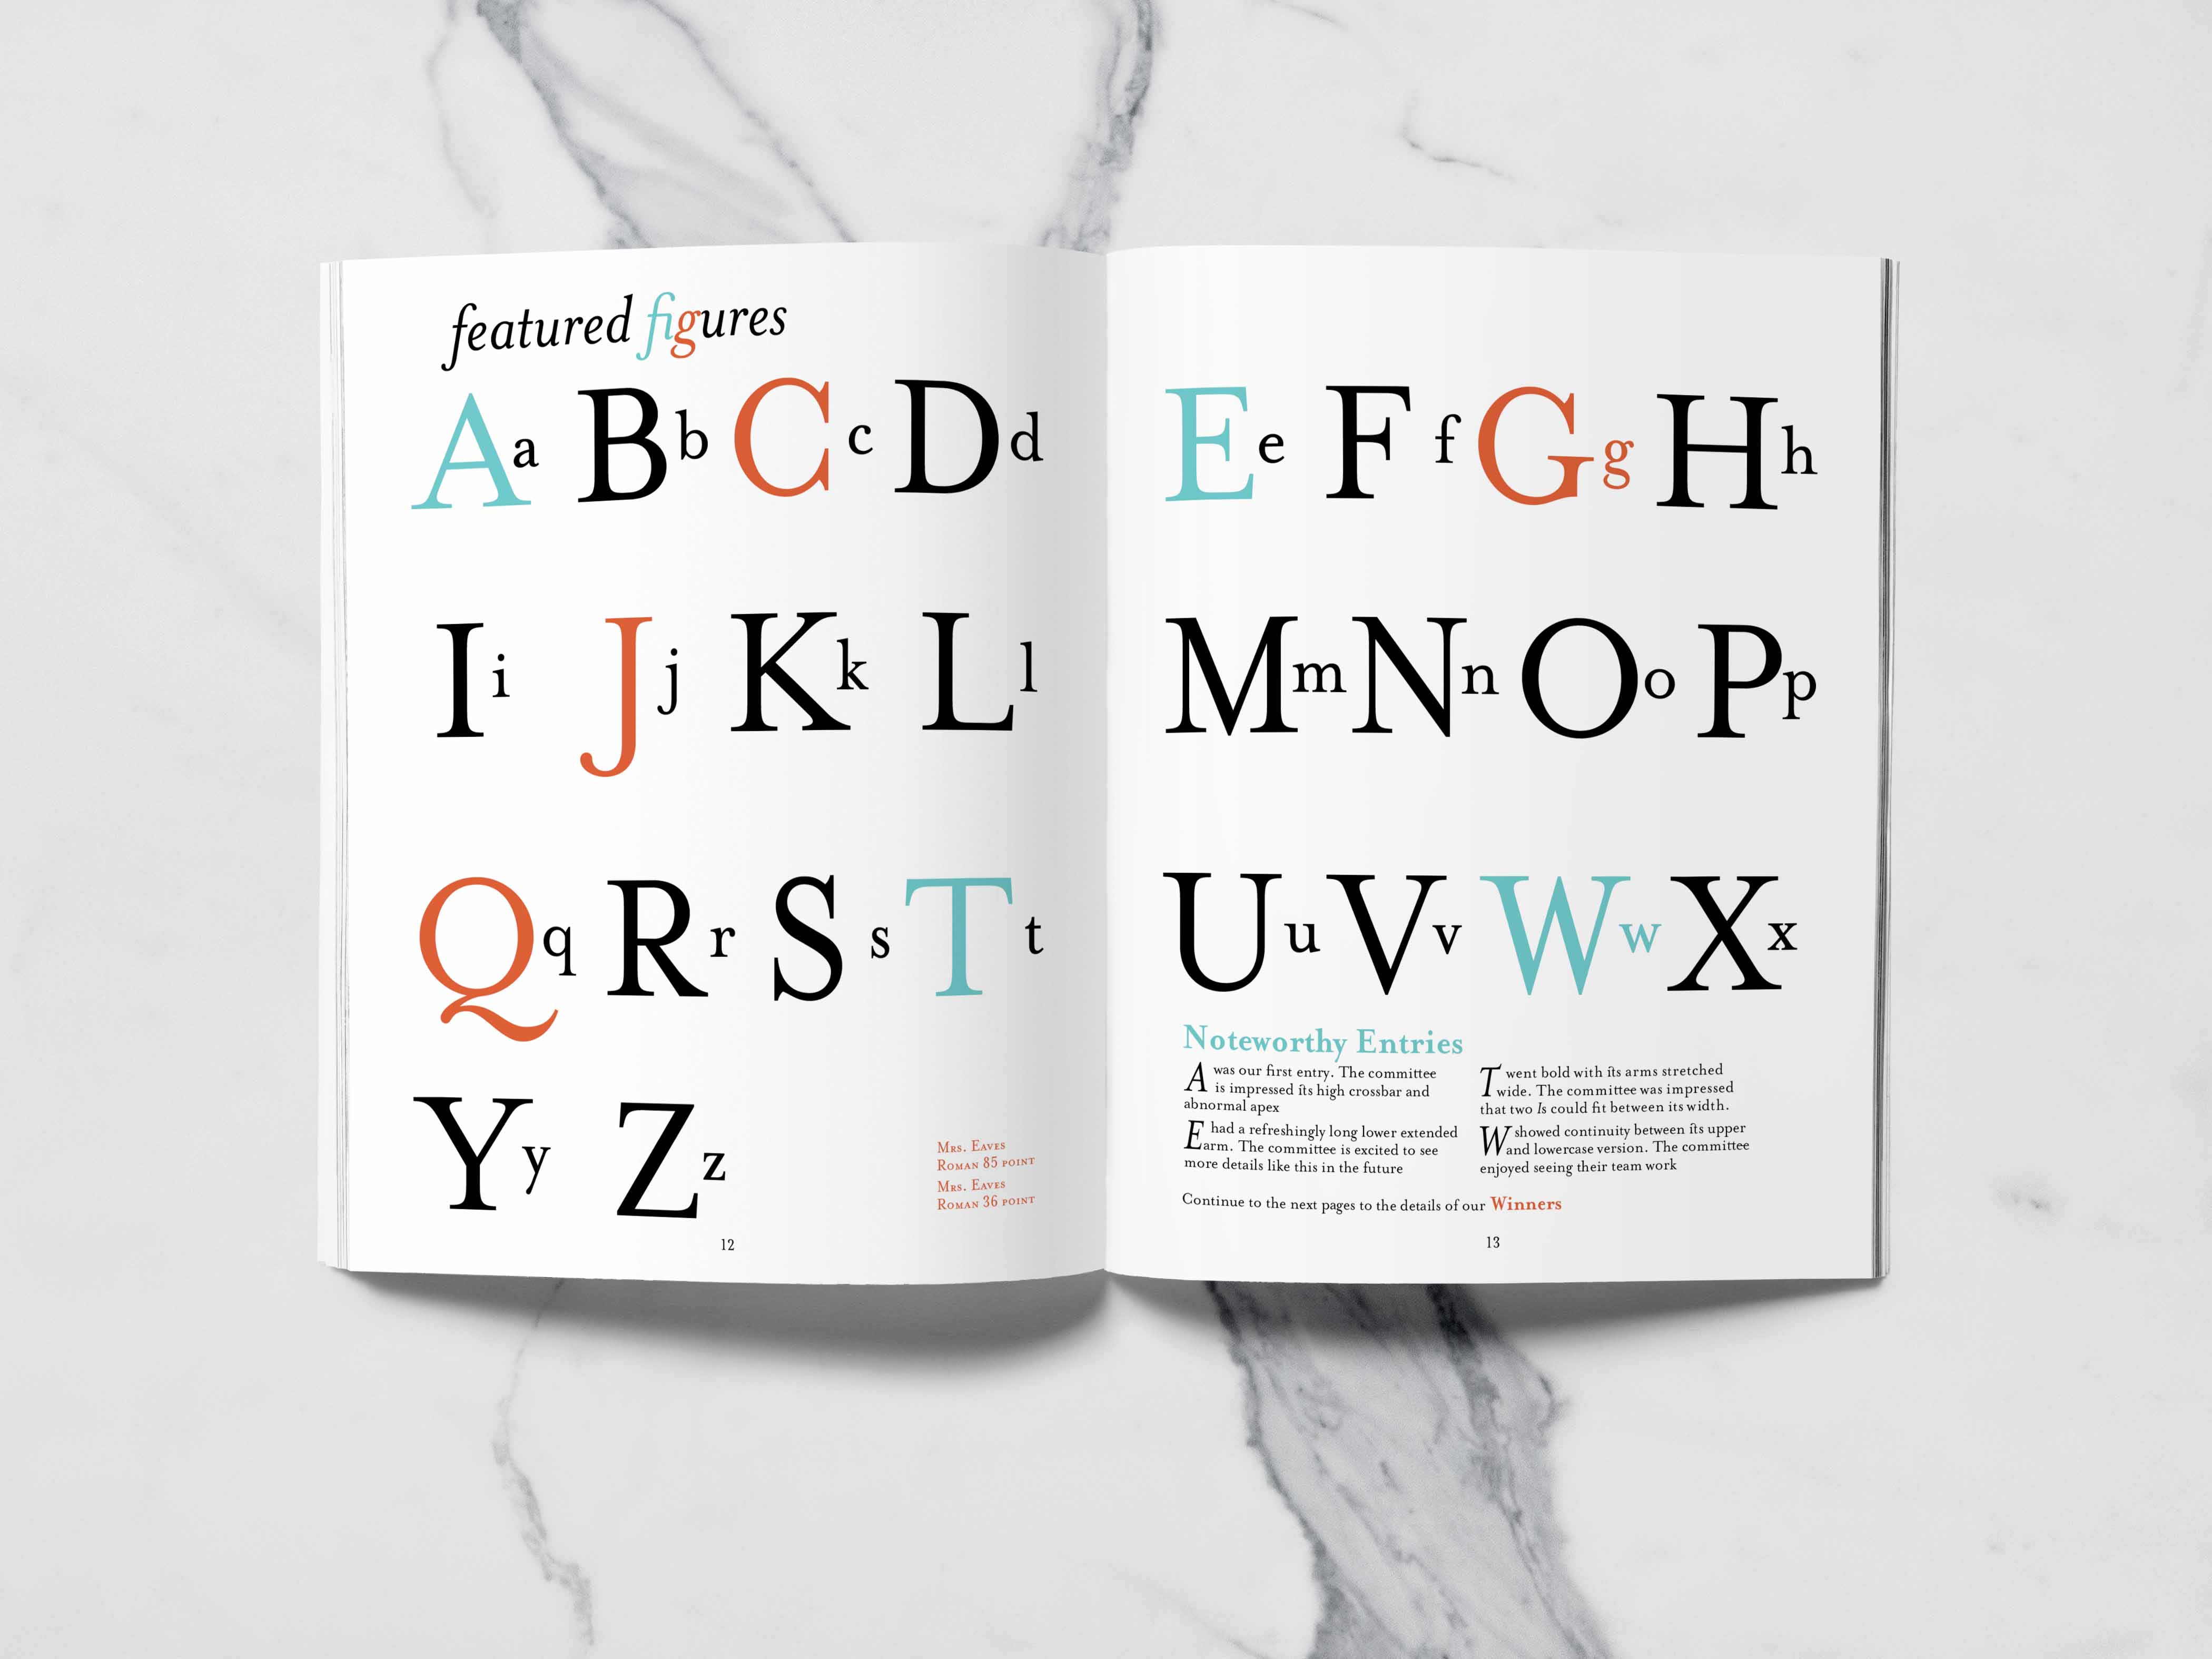 featured figures
Aa Bb Cc Dd
Ii Jj Kk Ll
Qq Rr Ss Tt
Yy Zz
Mrs. Eaves
Roman 85 point
Mrs. Eaves
Roman 36 point
12
Ee Ff Gg Hh
Mm Nn Oo Pp
Uu Vv Ww Xx
Noteworthy Entries
A was our first entry. The committee
is impressed its high crossbar and
abnormal apex
E had a refreshingly long lower extended
arm. The committee is excited to see
more details like this in the future
T went bold with its arms stretched
wide. The committee was impressed
that two Is could fit between its width.
W showed continuity between its upper
and lowercase version. The committee
enjoyed seeing their team work
Continue to the next pages to the details of our Winners
13